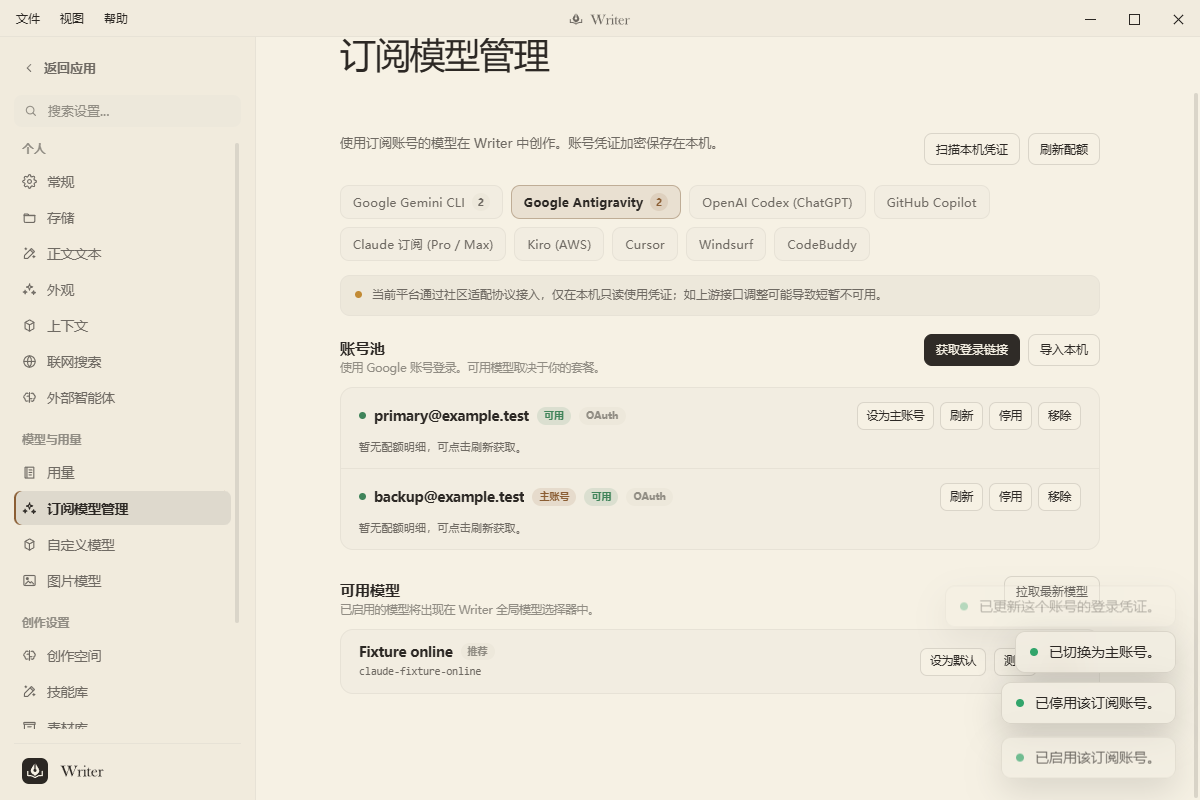 文件 视图 帮助
Writer
返回应用
搜索设置...
个人
常规
存储
正文文本
外观
上下文
联网搜索
外部智能体
模型与用量
用量
订阅模型管理
自定义模型
图片模型
创作设置
创作空间
技能库
素材库
Writer
订阅模型管理
使用订阅账号的模型在 Writer 中创作。账号凭证加密保存在本机。
扫描本机凭证 刷新配额
Google Gemini CLI 2 Google Antigravity 2 OpenAI Codex (ChatGPT) GitHub Copilot
Claude 订阅 (Pro / Max) Kiro (AWS) Cursor Windsurf CodeBuddy
当前平台通过社区适配协议接入，仅在本机只读使用凭证；如上游接口调整可能导致短暂不可用。
账号池
使用 Google 账号登录。可用模型取决于你的套餐。
获取登录链接 导入本机
primary@example.test 可用 OAuth 设为主账号 刷新 停用 移除
暂无配额明细，可点击刷新获取。
backup@example.test 主账号 可用 OAuth 刷新 停用 移除
暂无配额明细，可点击刷新获取。
可用模型
已启用的模型将出现在 Writer 全局模型选择器中。
拉取最新模型
已更新这个账号的登录凭证。
Fixture online 推荐
claude-fixture-online
设为默认 测
已切换为主账号。
已停用该订阅账号。
已启用该订阅账号。